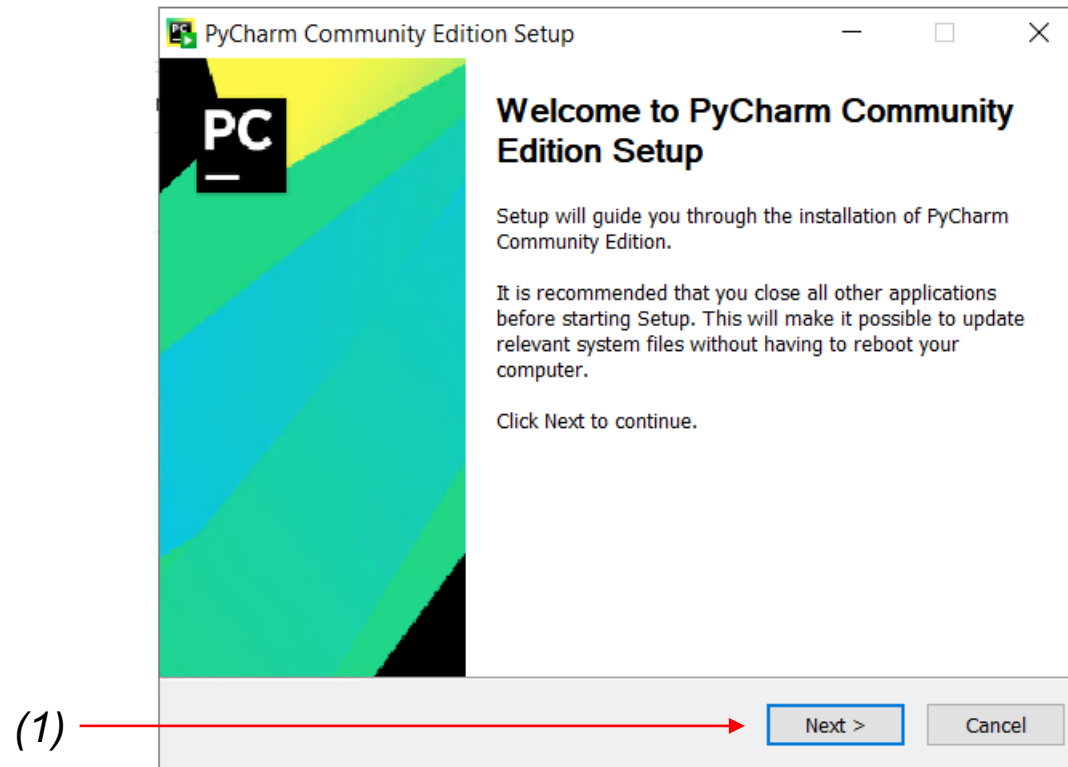 PyCharm Community Edition Setup
PC
Welcome to PyCharm Community
Edition Setup
Setup will guide you through the installation of PyCharm
Community Edition.
It is recommended that you close all other applications
before starting Setup. This will make it possible to update
relevant system files without having to reboot your
computer.
Click Next to continue.
(1)
Next >
Cancel